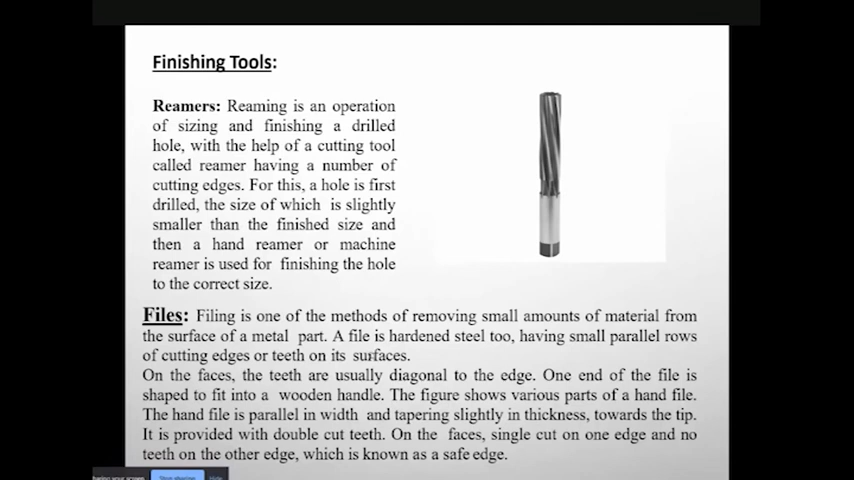 Finishing Tools:
Reamers: Reaming is an operation
of sizing and finishing a drilled
hole, with the help of a cutting tool
called reamer having a number of
cutting edges. For this, a hole is first
drilled, the size of which is slightly
smaller than the finished size and
then a hand reamer or machine
reamer is used for finishing the hole
to the correct size.
Files: Filing is one of the methods of removing small amounts of material from
the surface of a metal part. A file is hardened steel too, having small parallel rows
of cutting edges or teeth on its surfaces.
On the faces, the teeth are usually diagonal to the edge. One end of the file is
shaped to fit into a wooden handle. The figure shows various parts of a hand file.
The hand file is parallel in width and tapering slightly in thickness, towards the tip.
It is provided with double cut teeth. On the faces, single cut on one edge and no
teeth on the other edge, which is known as a safe edge.
haring your screen Stop sharing Hide